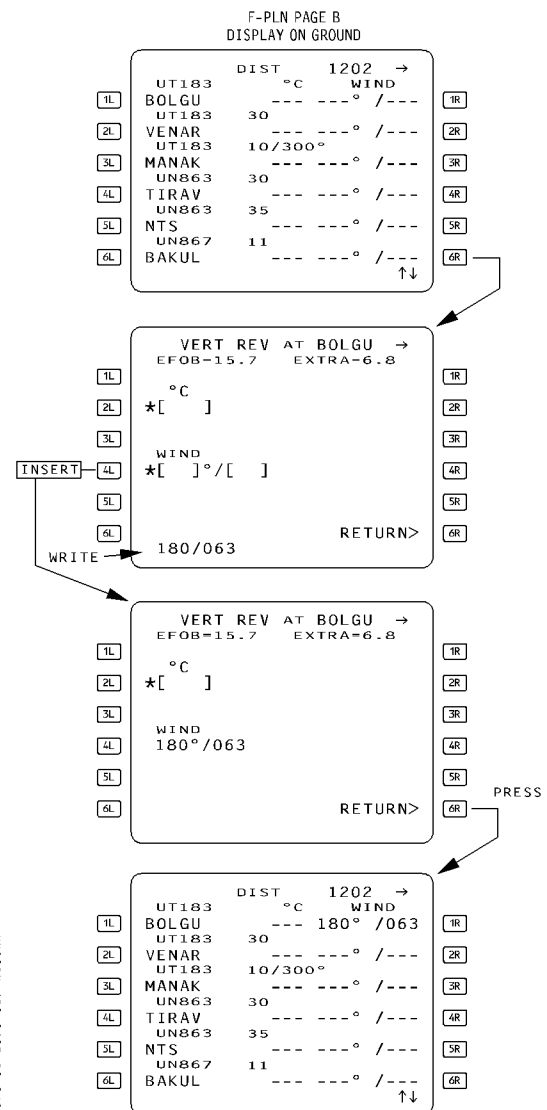 F-PLN PAGE B
DISPLAY ON GROUND
DIST 1202 →
UT183 °C WIND
1L BOLGU --- ---° /--- 1R
UT183 30
2L VENAR --- ---° /--- 2R
UT183 10/300°
3L MANAK --- ---° /--- 3R
UN863 30
4L TIRAV --- ---° /--- 4R
UN863 35
5L NTS --- ---° /--- 5R
UN867 11
6L BAKUL --- ---° /--- 6R
↑↓
VERT REV AT BOLGU →
EFOB=15.7 EXTRA=6.8
1L 1R
°C
2L *[ ] 2R
3L 3R
WIND
INSERT 4L *[ ]°/[ ] 4R
5L 5R
6L RETURN> 6R
WRITE 180/063
VERT REV AT BOLGU →
EFOB=15.7 EXTRA=6.8
1L 1R
°C
2L *[ ] 2R
3L 3R
WIND
4L 180°/063 4R
5L 5R
PRESS
6L RETURN> 6R
DIST 1202 →
UT183 °C WIND
1L BOLGU --- 180° /063 1R
UT183 30
2L VENAR --- ---° /--- 2R
UT183 10/300°
3L MANAK --- ---° /--- 3R
UN863 30
4L TIRAV --- ---° /--- 4R
UN863 35
5L NTS --- ---° /--- 5R
UN867 11
6L BAKUL --- ---° /--- 6R
↑↓